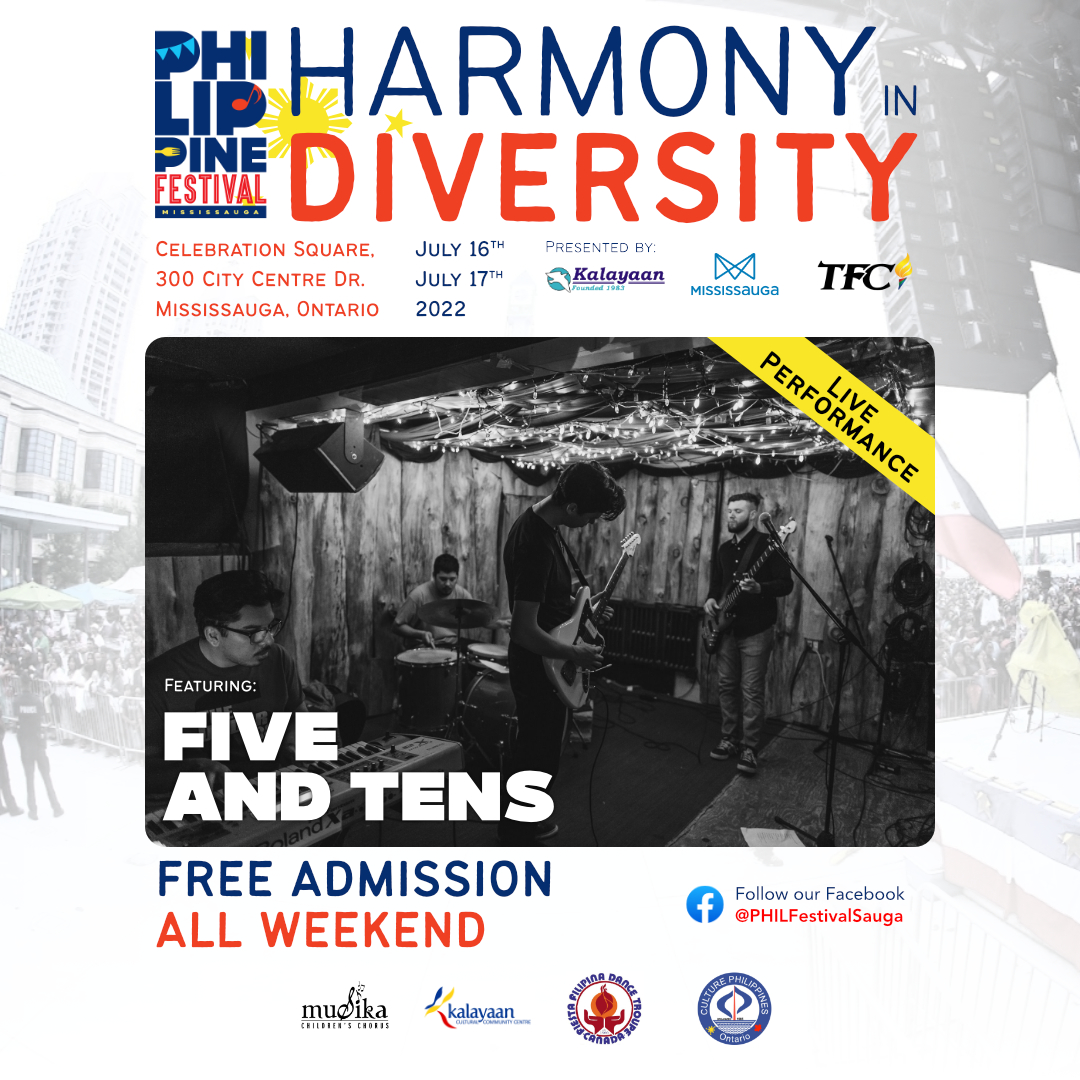 PHI
LIP
PINE
FESTIVAL
MISSISSAUGA
HARMONY IN
DIVERSITY
CELEBRATION SQUARE,
300 CITY CENTRE DR.
MISSISSAUGA, ONTARIO
JULY 16TH
JULY 17TH
2022
PRESENTED BY:
Kalayaan
Founded 1983
MISSISSAUGA
TFC
LIVE
PERFORMANCE
FEATURING:
FIVE
AND TENS
Roland
FREE ADMISSION
ALL WEEKEND
Follow our Facebook
@PHILFestivalSauga
musika
CHILDREN'S CHORUS
kalayaan
CULTURAL COMMUNITY CENTRE
FIESTA FILIPINA DANCE TROUPE
CANADA
CULTURE PHILIPPINES
Ontario